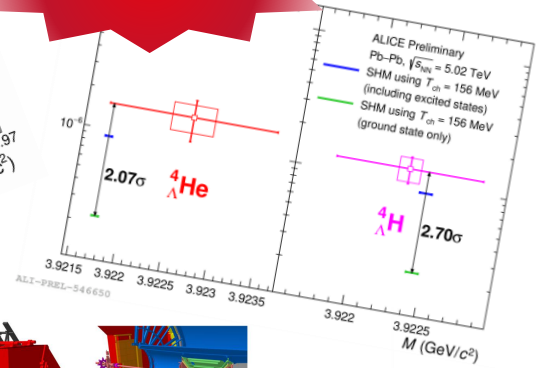 ALICE Preliminary
Pb–Pb, √sNN = 5.02 TeV
SHM using Tch = 156 MeV
(including excited states)
SHM using Tch = 156 MeV
(ground state only)
10⁻⁶
2.07σ
⁴ΛHe
⁴ΛH
2.70σ
3.9215
3.922
3.9225
3.923
3.9235
3.922
3.9225
M (GeV/c²)
ALI-PREL-546650